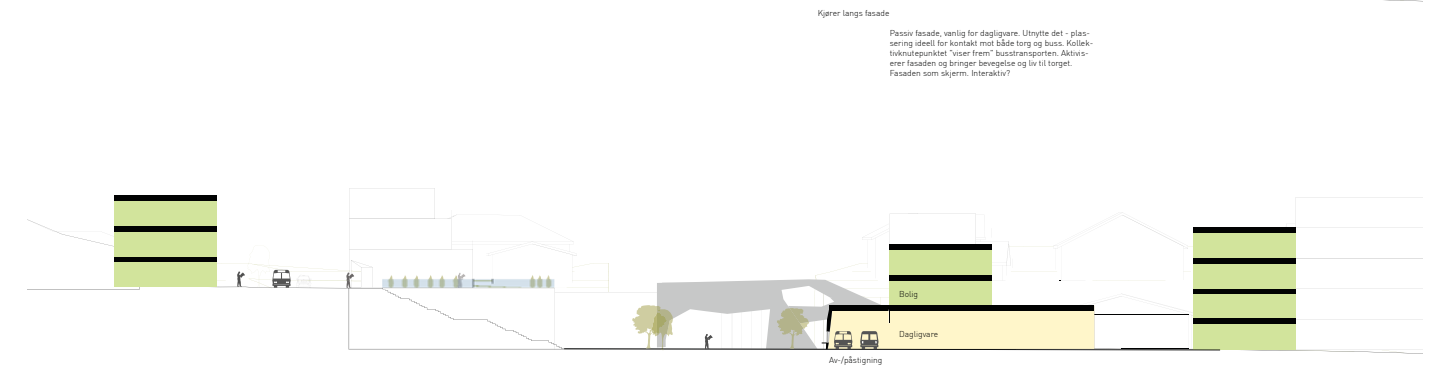 Kjører langs fasade
Passiv fasade, vanlig for dagligvare. Utnytte det - plas-
sering ideell for kontakt mot både torg og buss. Kollek-
tivknutepunktet "viser frem" busstransporten. Aktivis-
erer fasaden og bringer bevegelse og liv til torget.
Fasaden som skjerm. Interaktiv?
Bolig
Dagligvare
Av-/påstigning